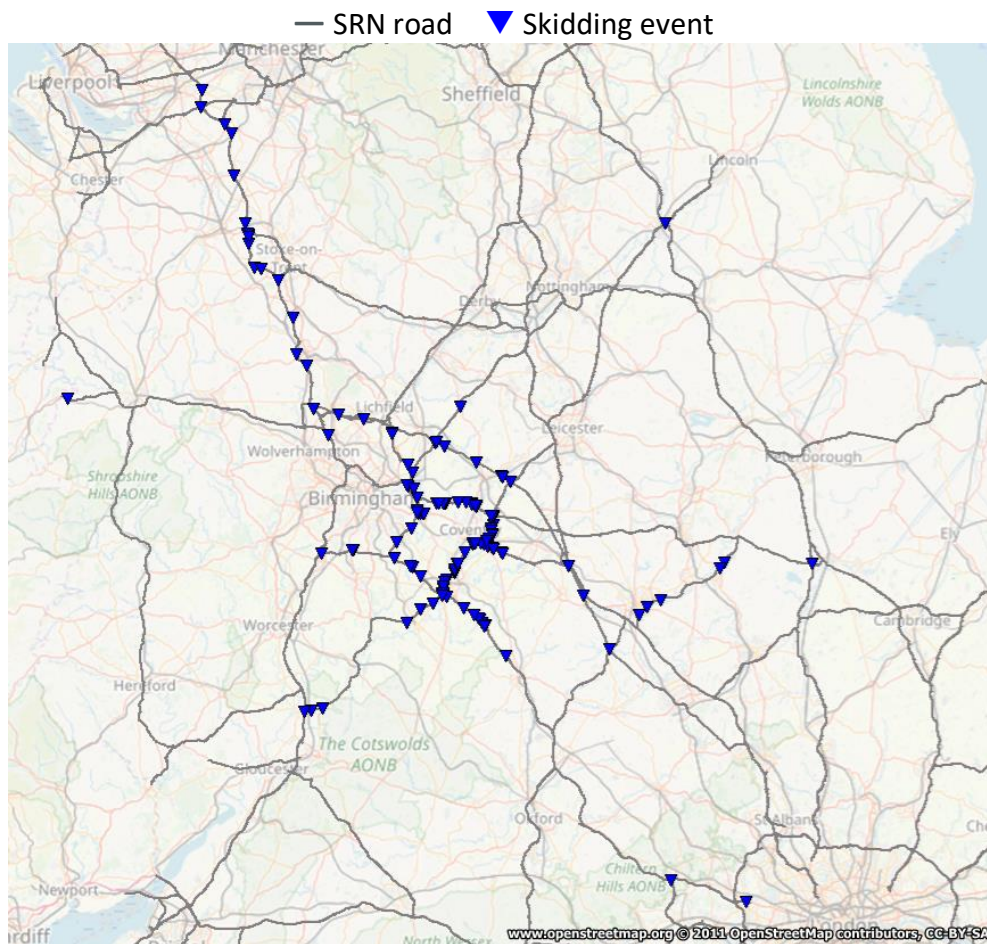 SRN road Skidding event
Manchester
Liverpool
Sheffield
Lincolnshire
Wolds AONB
Lincoln
Chester
Stoke-on-
Trent
Nottingham
Derby
Lichfield
Leicester
Wolverhampton
Peterborough
Shropshire
Hills AONB
Birmingham
Ely
Worcester
Cambridge
Hereford
The Cotswolds
AONB
Gloucester
Oxford
St Albans
Chiltern
Hills AONB
Newport
London
www.openstreetmap.org © 2011 OpenStreetMap contributors, CC-BY-SA